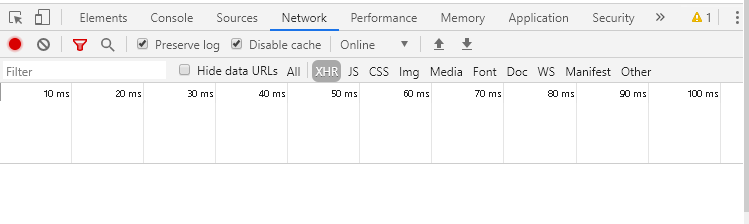 Elements Console Sources Network Performance Memory Application Security » 1
Preserve log Disable cache Online
Filter Hide data URLs All XHR JS CSS Img Media Font Doc WS Manifest Other
10 ms 20 ms 30 ms 40 ms 50 ms 60 ms 70 ms 80 ms 90 ms 100 ms